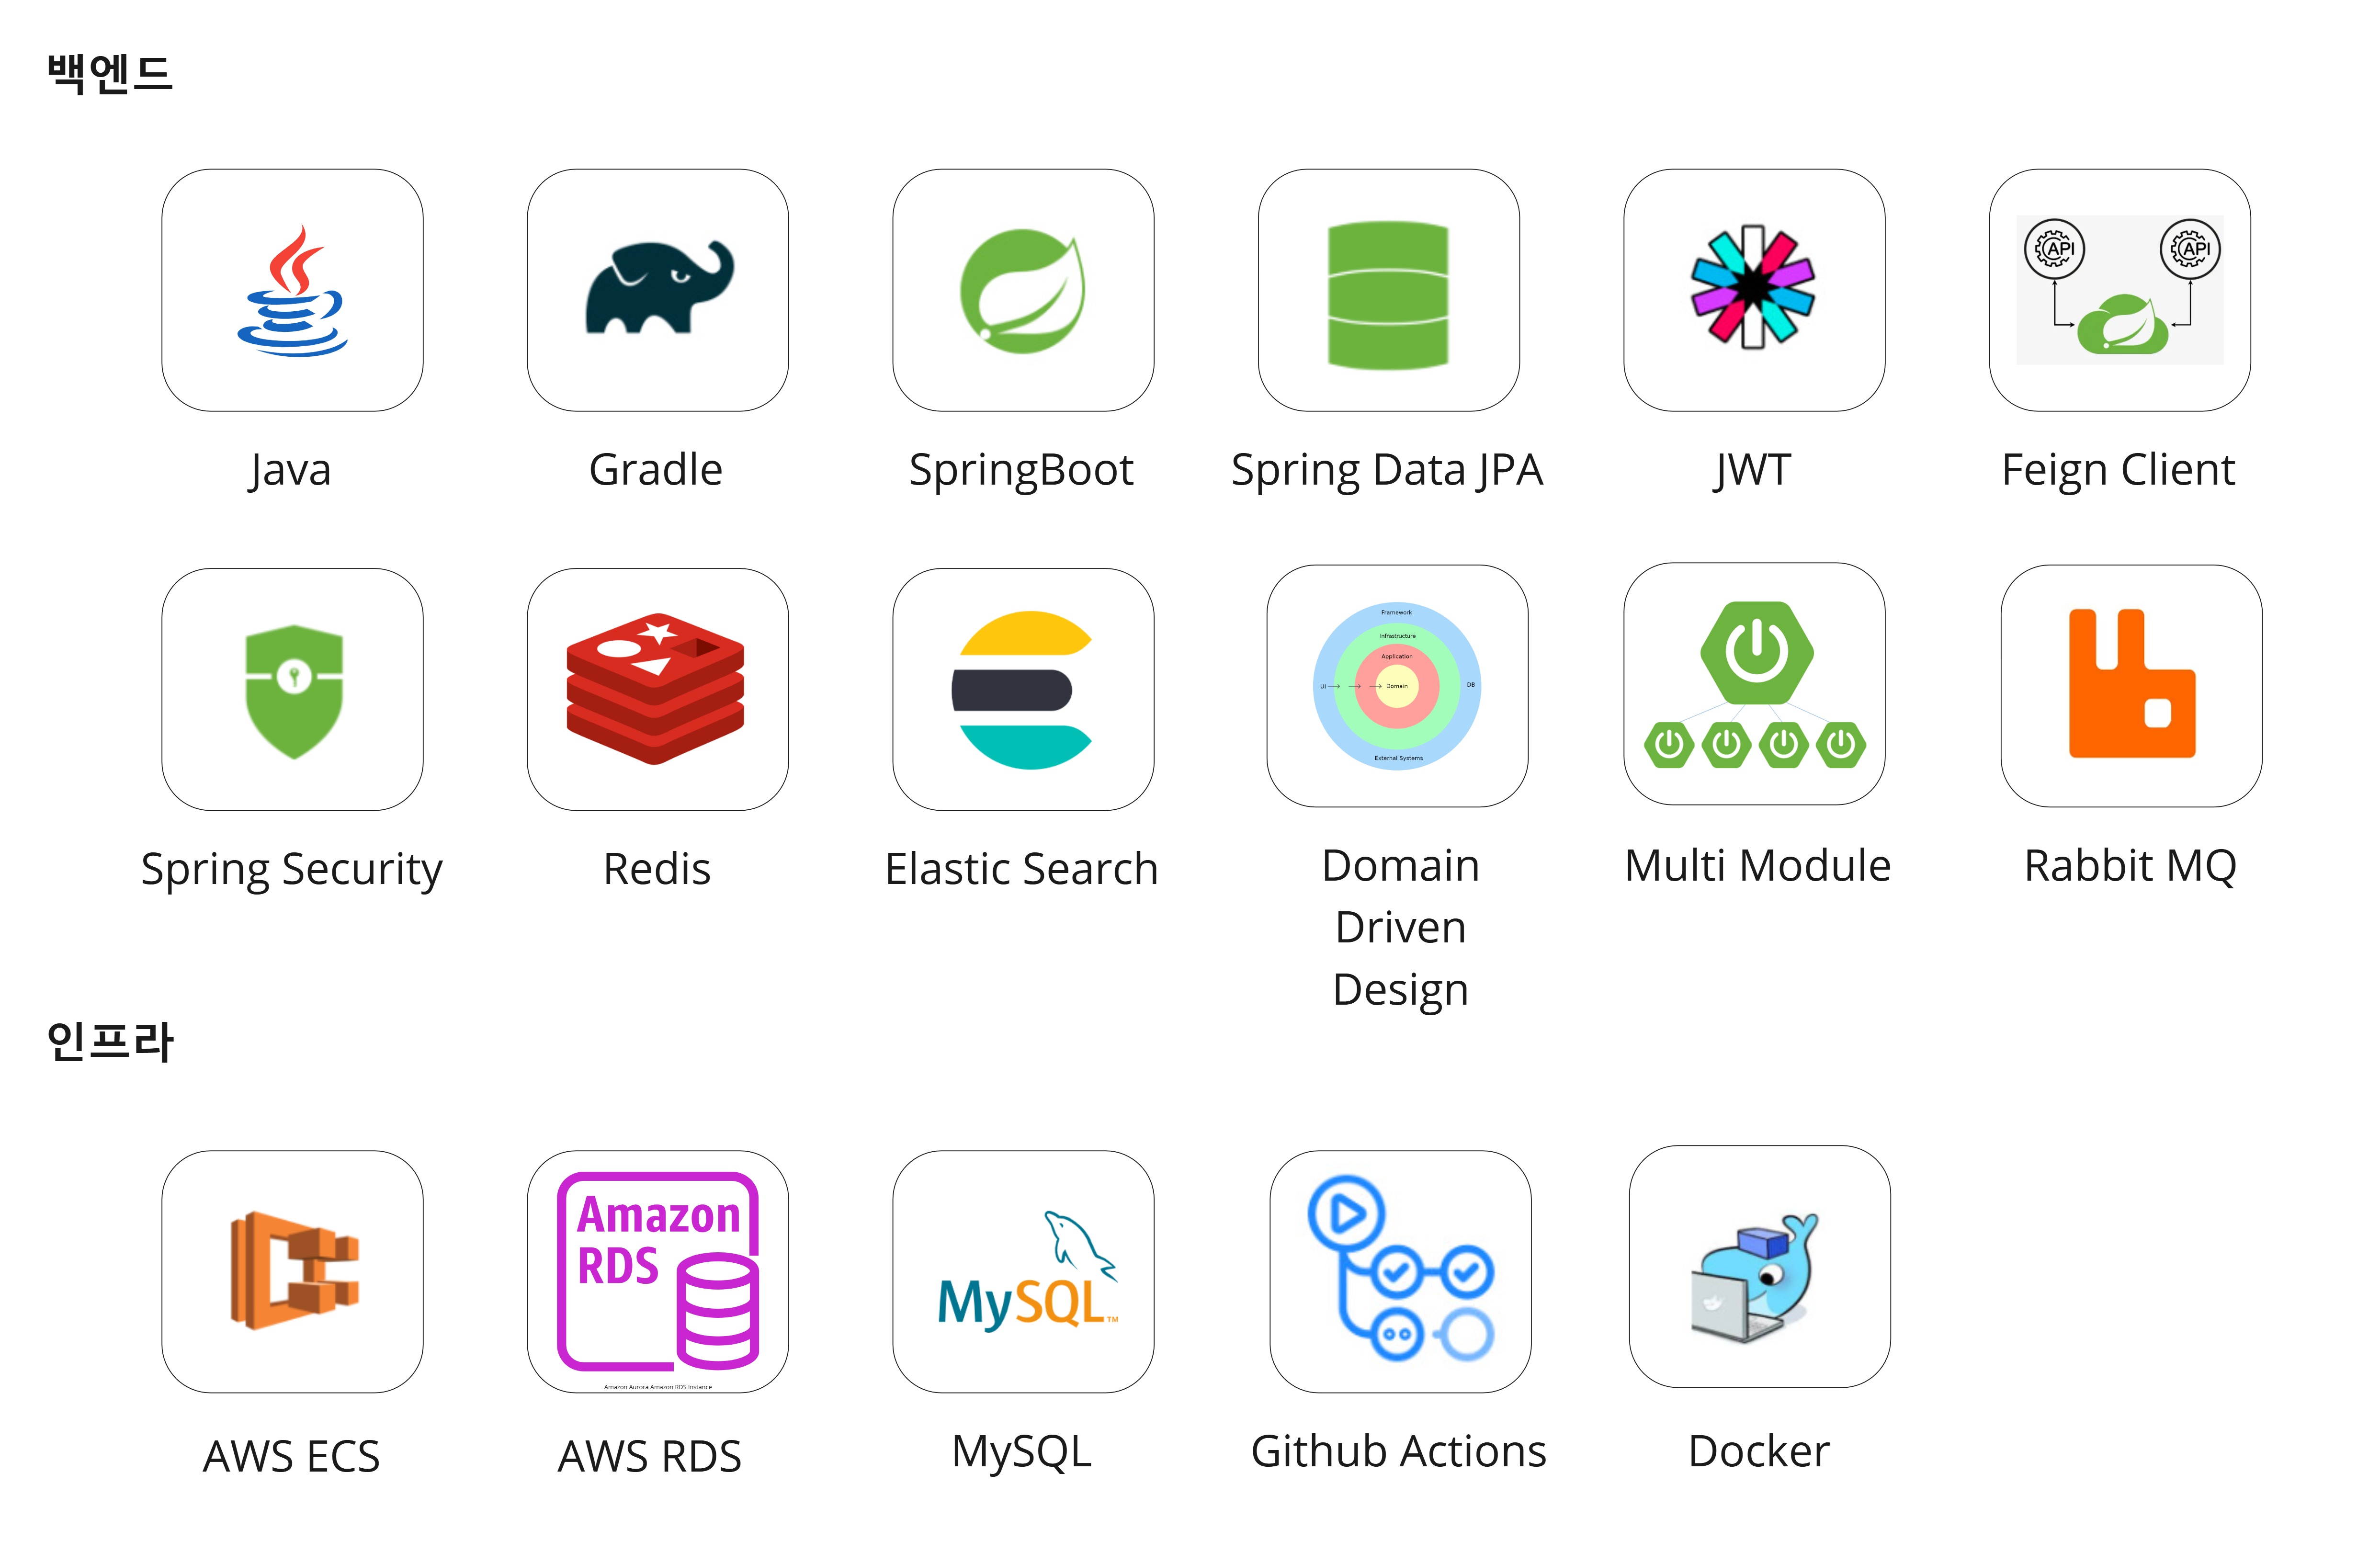 백엔드
API
API
Java
Gradle
SpringBoot
Spring Data JPA
JWT
Feign Client
Framework
Infrastructure
Application
UI
Domain
DB
External Systems
Spring Security
Redis
Elastic Search
Domain
Driven
Design
Multi Module
Rabbit MQ
인프라
Amazon
RDS
Amazon Aurora Amazon RDS Instance
MySQL™
AWS ECS
AWS RDS
MySQL
Github Actions
Docker